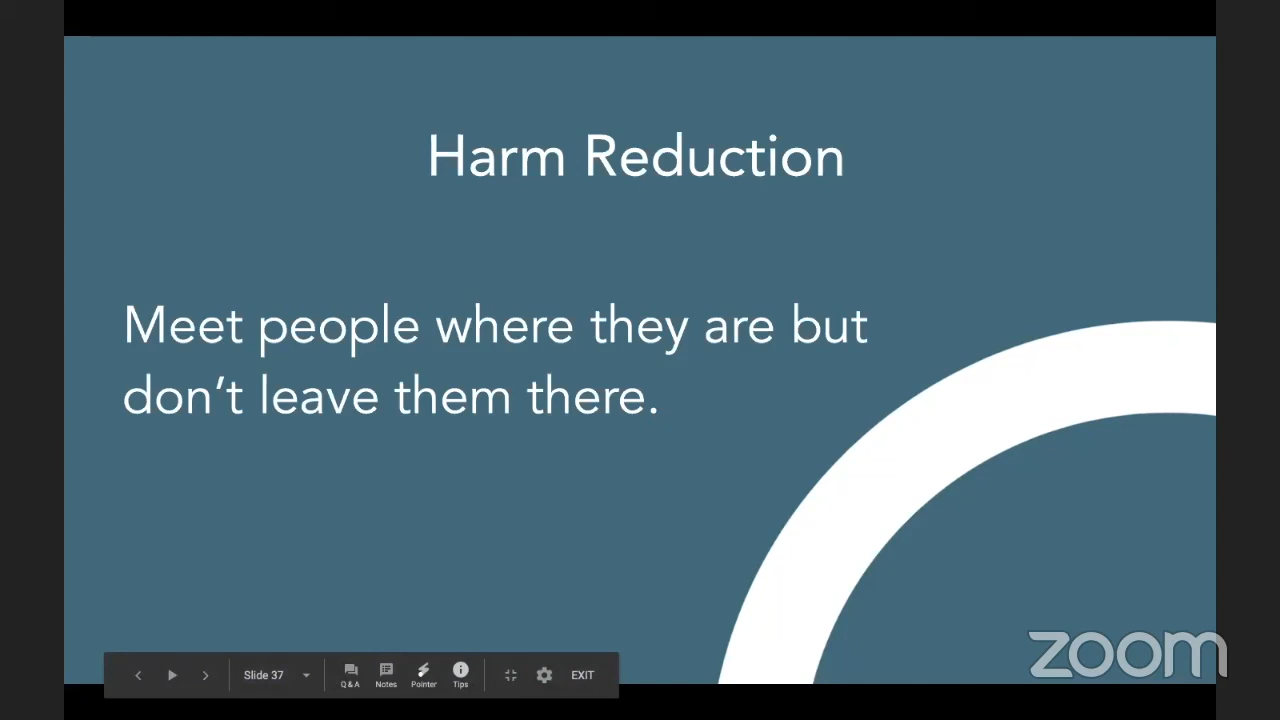 Harm Reduction
Meet people where they are but
don’t leave them there.
Slide 37
Q&A
Notes
Pointer
Tips
EXIT
zoom